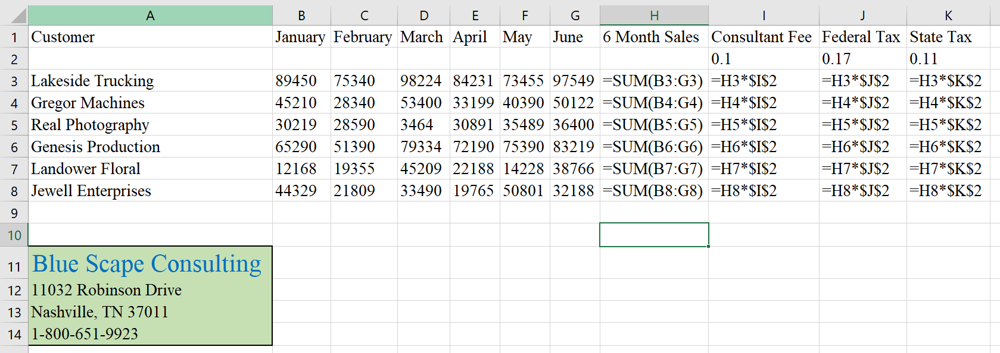 A B C D E F G H I J K
1 Customer January February March April May June 6 Month Sales Consultant Fee Federal Tax State Tax
2 0.1 0.17 0.11
3 Lakeside Trucking 89450 75340 98224 84231 73455 97549 =SUM(B3:G3) =H3*$I$2 =H3*$J$2 =H3*$K$2
4 Gregor Machines 45210 28340 53400 33199 40390 50122 =SUM(B4:G4) =H4*$I$2 =H4*$J$2 =H4*$K$2
5 Real Photography 30219 28590 3464 30891 35489 36400 =SUM(B5:G5) =H5*$I$2 =H5*$J$2 =H5*$K$2
6 Genesis Production 65290 51390 79334 72190 75390 83219 =SUM(B6:G6) =H6*$I$2 =H6*$J$2 =H6*$K$2
7 Landower Floral 12168 19355 45209 22188 14228 38766 =SUM(B7:G7) =H7*$I$2 =H7*$J$2 =H7*$K$2
8 Jewell Enterprises 44329 21809 33490 19765 50801 32188 =SUM(B8:G8) =H8*$I$2 =H8*$J$2 =H8*$K$2
9
10
11 Blue Scape Consulting
12 11032 Robinson Drive
13 Nashville, TN 37011
14 1-800-651-9923